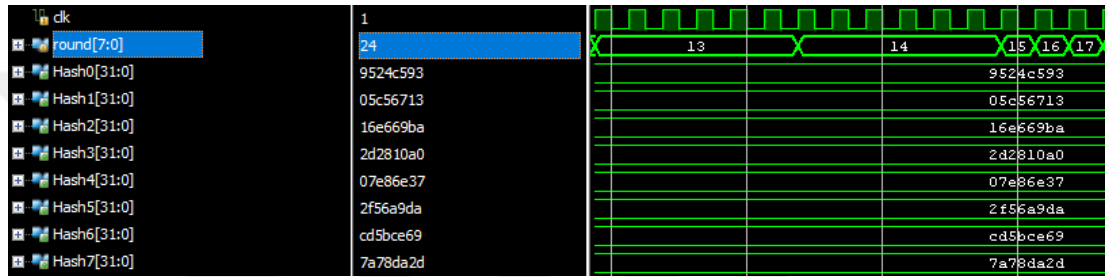 clk 1
round[7:0] 24 13 14 15 16 17
Hash0[31:0] 9524c593 9524c593
Hash1[31:0] 05c56713 05c56713
Hash2[31:0] 16e669ba 16e669ba
Hash3[31:0] 2d2810a0 2d2810a0
Hash4[31:0] 07e86e37 07e86e37
Hash5[31:0] 2f56a9da 2f56a9da
Hash6[31:0] cd5bce69 cd5bce69
Hash7[31:0] 7a78da2d 7a78da2d